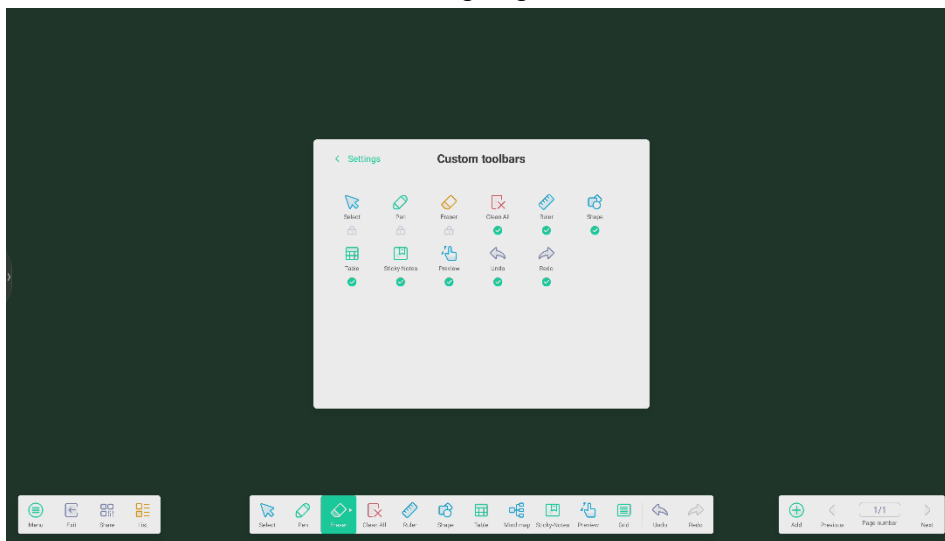 Settings
Custom toolbars
Select Pen Eraser Clean All Ruler Shape
Table Sticky-Notes Preview Undo Redo
Menu Exit Share List
Select Pen Eraser Clean All Ruler Shape Table Mind map Sticky-Notes Preview Grid Undo Redo
1/1
Add Previous Page number Next